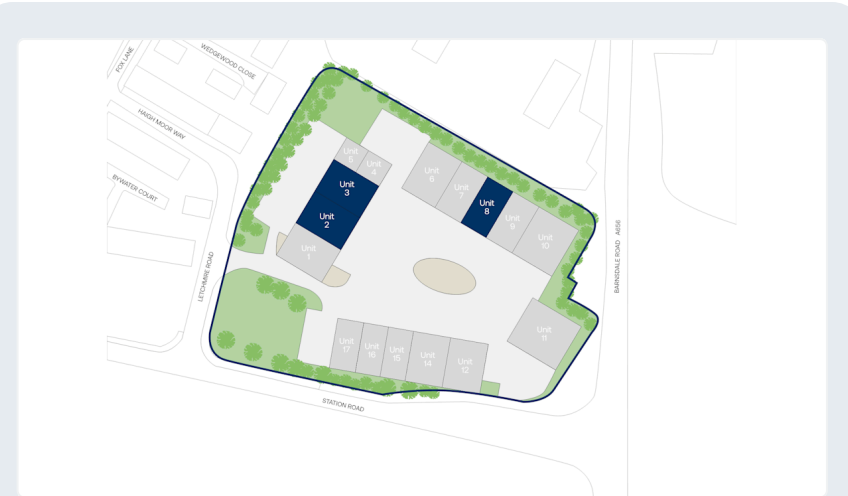 FOX LANE
WEDGEWOOD CLOSE
HAIGH MOOR WAY
BYWATER COURT
LETCHMIRE ROAD
STATION ROAD
BARNSDALE ROAD A656
Unit
5
Unit
4
Unit
3
Unit
2
Unit
1
Unit
6
Unit
7
Unit
8
Unit
9
Unit
10
Unit
11
Unit
17
Unit
16
Unit
15
Unit
14
Unit
12